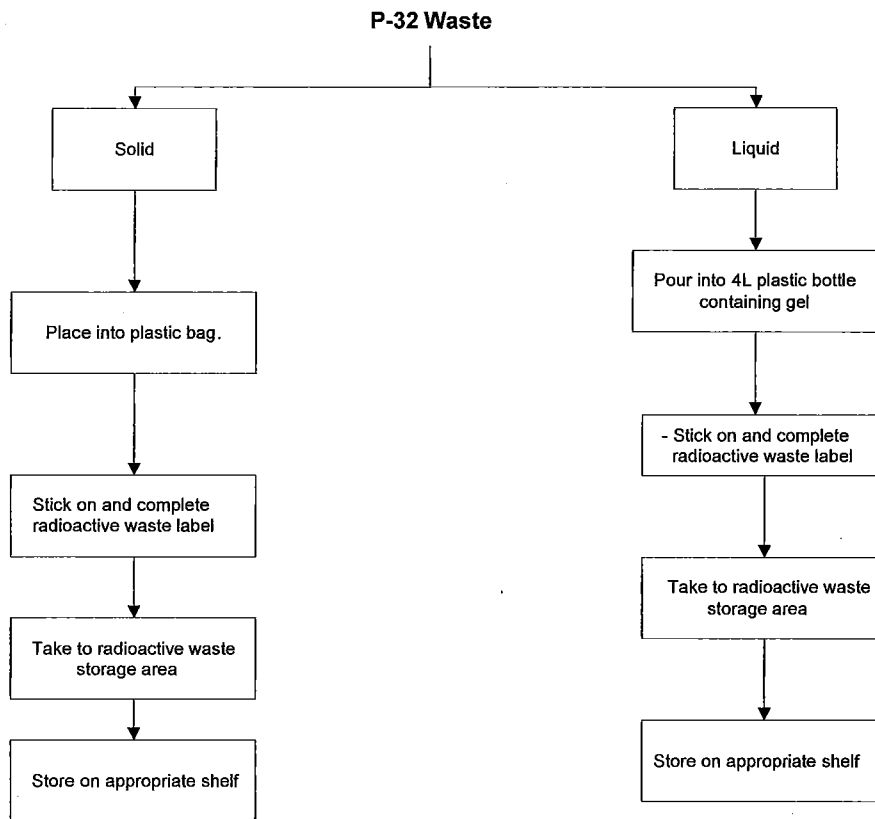 P-32 Waste
Solid
Liquid
Place into plastic bag.
Pour into 4L plastic bottle
containing gel
Stick on and complete
radioactive waste label
- Stick on and complete
radioactive waste label
Take to radioactive waste
storage area
Take to radioactive waste
storage area
Store on appropriate shelf
Store on appropriate shelf